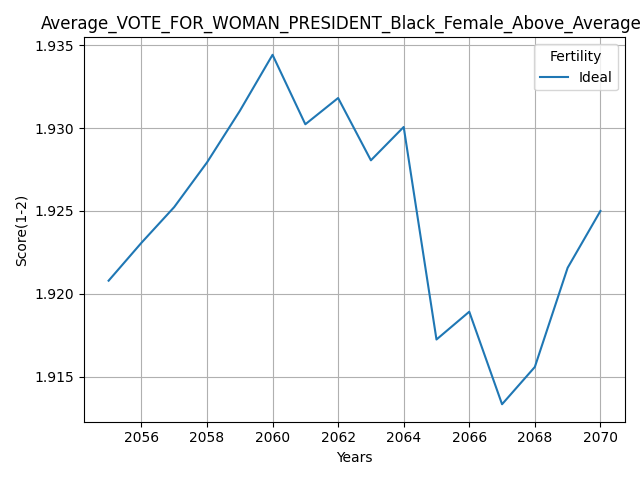 Average_VOTE_FOR_WOMAN_PRESIDENT_Black_Female_Above_Average
Fertility
Ideal
Score(1-2)
1.935
1.930
1.925
1.920
1.915
2056 2058 2060 2062 2064 2066 2068 2070
Years